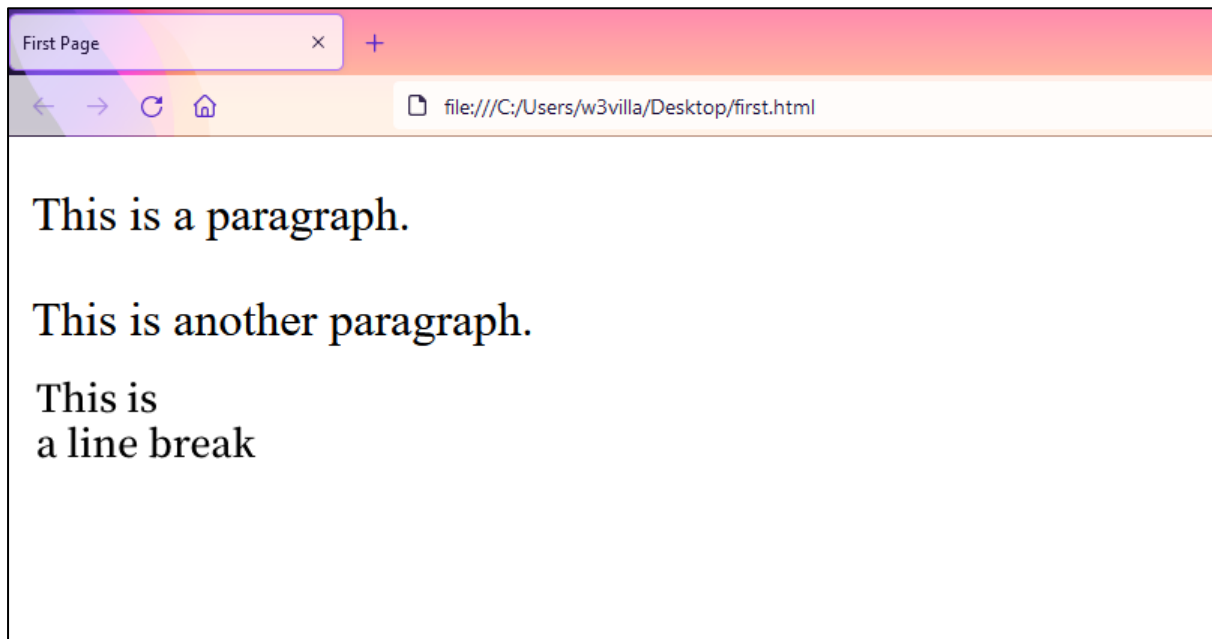 First Page
file:///C:/Users/w3villa/Desktop/first.html
This is a paragraph.
This is another paragraph.
This is
a line break